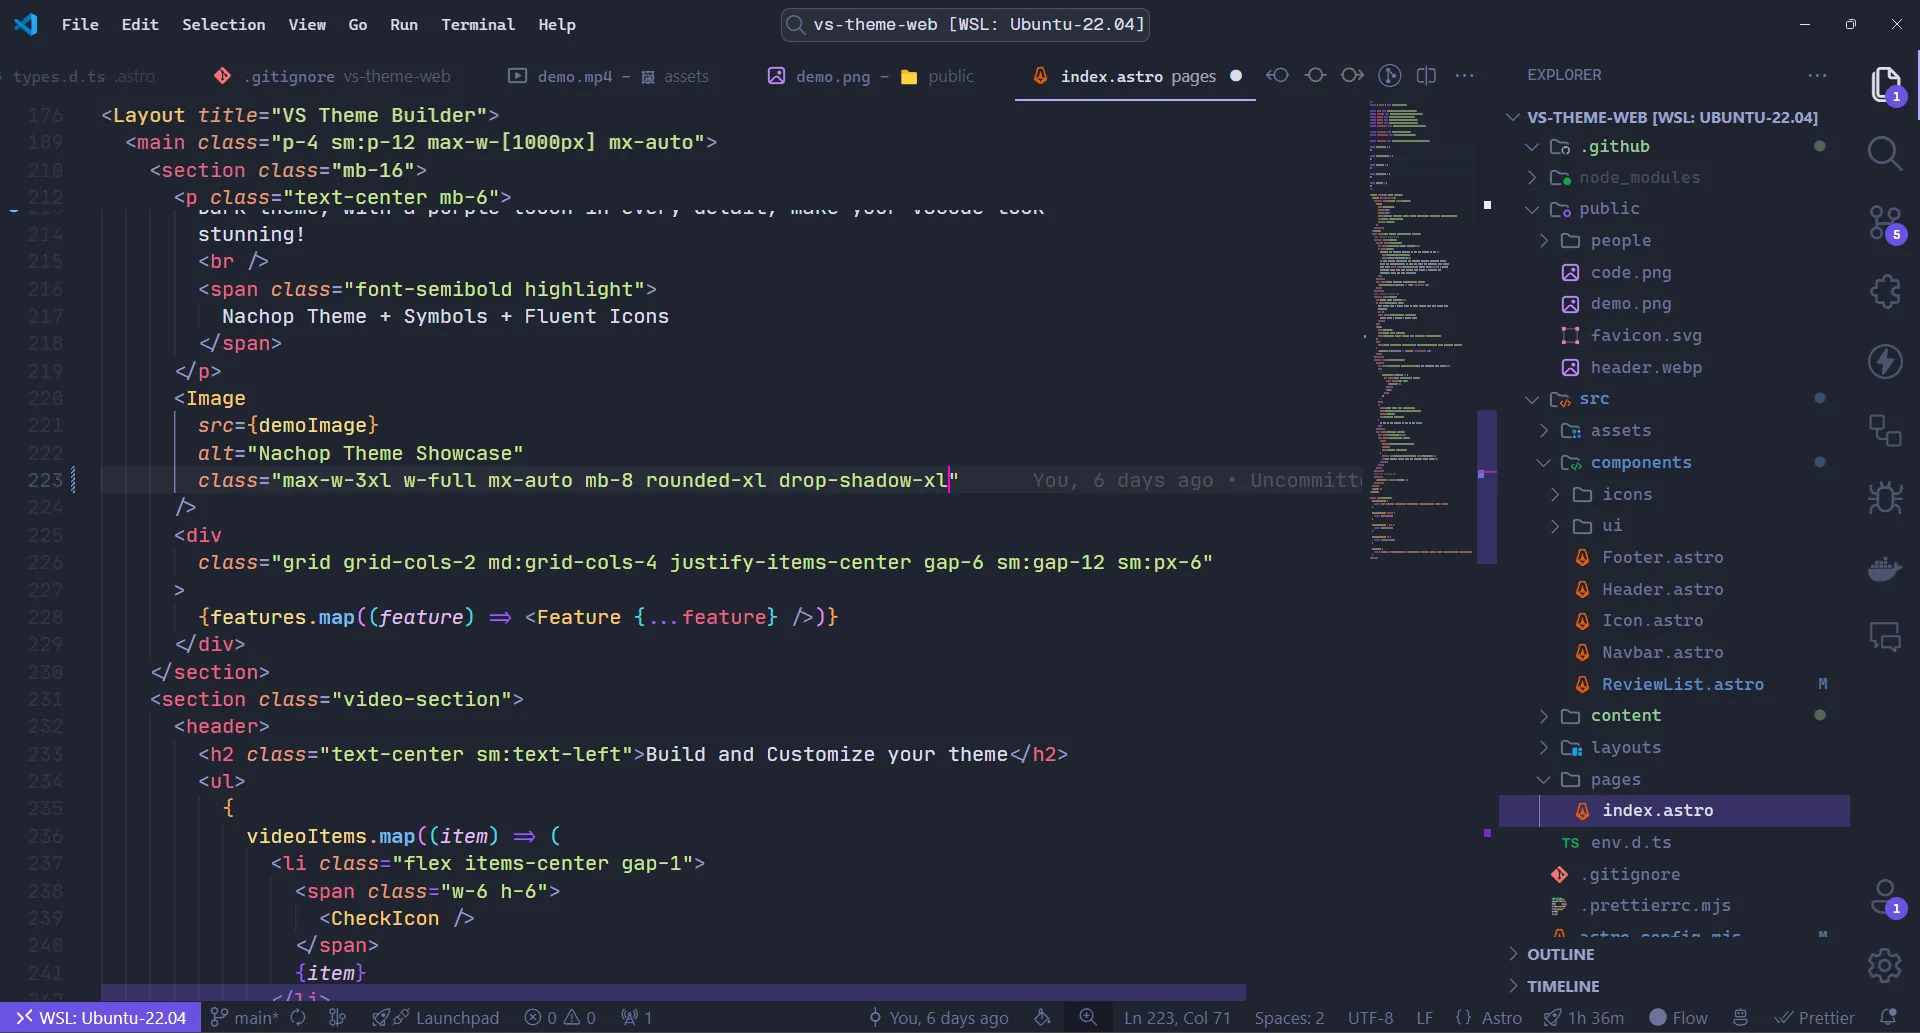 File Edit Selection View Go Run Terminal Help
vs-theme-web [WSL: Ubuntu-22.04]
types.d.ts .astro
.gitignore vs-theme-web
demo.mp4 - assets
demo.png - public
index.astro pages
176 <Layout title="VS Theme Builder">
189 <main class="p-4 sm:p-12 max-w-[1000px] mx-auto">
210 <section class="mb-16">
212 <p class="text-center mb-6">
214 stunning!
215 <br />
216 <span class="font-semibold highlight">
217 Nachop Theme + Symbols + Fluent Icons
218 </span>
219 </p>
220 <Image
221 src={demoImage}
222 alt="Nachop Theme Showcase"
223 class="max-w-3xl w-full mx-auto mb-8 rounded-xl drop-shadow-xl" You, 6 days ago • Uncommitt
224 />
225 <div
226 class="grid grid-cols-2 md:grid-cols-4 justify-items-center gap-6 sm:gap-12 sm:px-6"
227 >
228 {features.map((feature) => <Feature {...feature} />)}
229 </div>
230 </section>
231 <section class="video-section">
232 <header>
233 <h2 class="text-center sm:text-left">Build and Customize your theme</h2>
234 <ul>
235 {
236 videoItems.map((item) => (
237 <li class="flex items-center gap-1">
238 <span class="w-6 h-6">
239 <CheckIcon />
240 </span>
241 {item}
</li>
EXPLORER
VS-THEME-WEB [WSL: UBUNTU-22.04]
.github
node_modules
public
people
code.png
demo.png
favicon.svg
header.webp
src
assets
components
icons
ui
Footer.astro
Header.astro
Icon.astro
Navbar.astro
ReviewList.astro M
content
layouts
pages
index.astro
TS env.d.ts
.gitignore
.prettierrc.mjs
astro.config.mjs M
OUTLINE
TIMELINE
1
5
1
WSL: Ubuntu-22.04 main* Launchpad 0 0 1 You, 6 days ago Ln 223, Col 71 Spaces: 2 UTF-8 LF {} Astro 1h 36m Flow Prettier